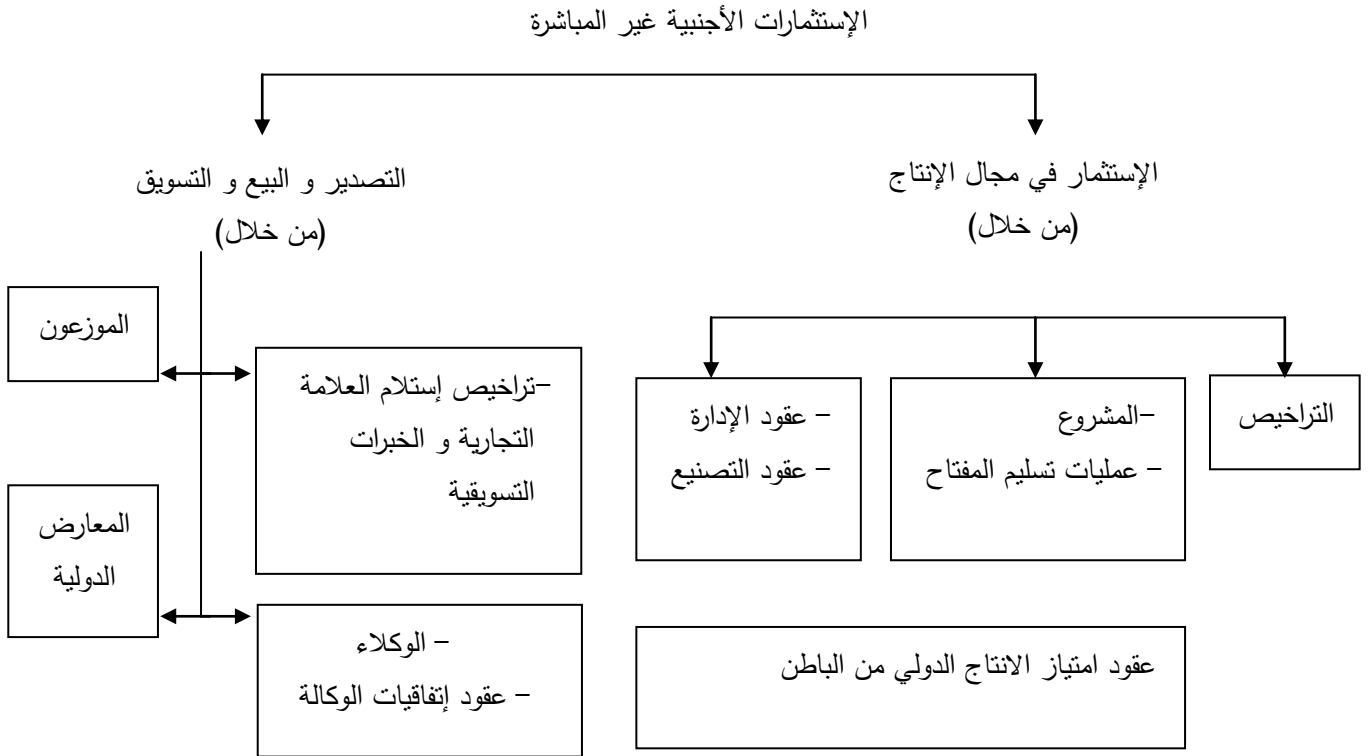 الإستثمارات الأجنبية غير المباشرة
الإستثمار في مجال الإنتاج
(من خلال)
التراخيص
–المشروع
– عمليات تسليم المفتاح
– عقود الإدارة
– عقود التصنيع
عقود امتياز الانتاج الدولي من الباطن
التصدير و البيع و التسويق
(من خلال)
–تراخيص إستلام العلامة
التجارية و الخبرات
التسويقية
الموزعون
– الوكلاء
– عقود إتفاقيات الوكالة
المعارض
الدولية